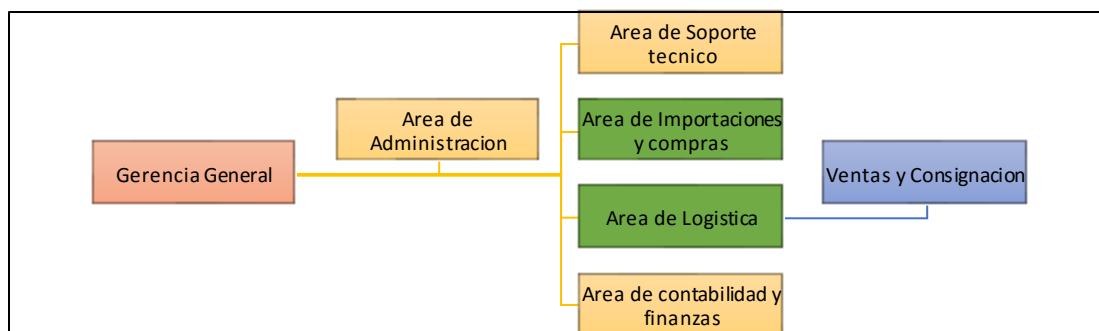 Area de Soporte
tecnico
Area de
Administracion
Area de Importaciones
y compras
Gerencia General
Ventas y Consignacion
Area de Logistica
Area de contabilidad y
finanzas